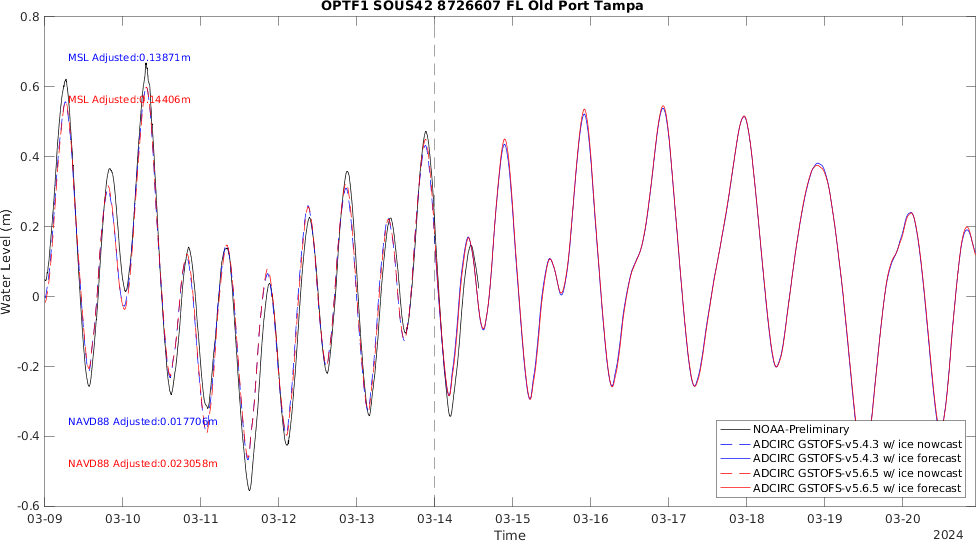 OPTF1 SOUS42 8726607 FL Old Port Tampa
0.8
0.6
0.4
0.2
0
-0.2
-0.4
-0.6
Water Level (m)
MSL Adjusted:0.13871m
MSL Adjusted:0.14406m
NAVD88 Adjusted:0.017706m
NAVD88 Adjusted:0.023058m
NOAA-Preliminary
ADCIRC GSTOFS-v5.4.3 w/ ice nowcast
ADCIRC GSTOFS-v5.4.3 w/ ice forecast
ADCIRC GSTOFS-v5.6.5 w/ ice nowcast
ADCIRC GSTOFS-v5.6.5 w/ ice forecast
03-09 03-10 03-11 03-12 03-13 03-14 03-15 03-16 03-17 03-18 03-19 03-20
Time
2024